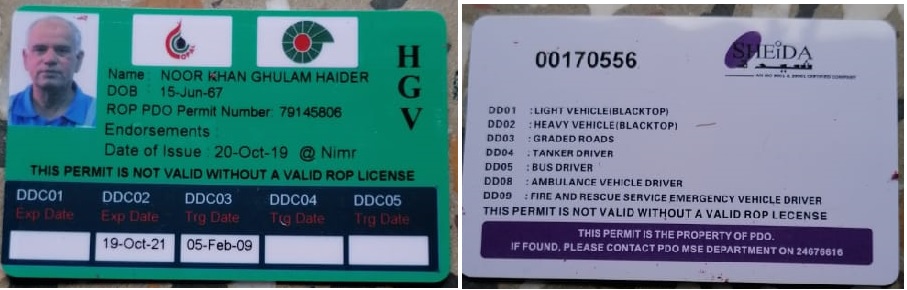 OPAL
H
G
V
Name : NOOR KHAN GHULAM HAIDER
DOB : 15-Jun-67
ROP PDO Permit Number: 79145806
Endorsements :
Date of Issue : 20-Oct-19 @ Nimr
THIS PERMIT IS NOT VALID WITHOUT A VALID ROP LICENSE
DDC01 DDC02 DDC03 DDC04 DDC05
Exp Date Exp Date Trg Date Trg Date Trg Date
19-Oct-21 05-Feb-09
00170556
SHEIDA
DD01 : LIGHT VEHICLE(BLACKTOP)
DD02 : HEAVY VEHICLE(BLACKTOP)
DD03 : GRADED ROADS
DD04 : TANKER DRIVER
DD05 : BUS DRIVER
DD08 : AMBULANCE VEHICLE DRIVER
DD09 : FIRE AND RESCUE SERVICE EMERGENCY VEHICLE DRIVER
THIS PERMIT IS NOT VALID WITHOUT A VALID ROP LECENSE
THIS PERMIT IS THE PROPERTY OF PDO.
IF FOUND, PLEASE CONTACT PDO MSE DEPARTMENT ON 24675616